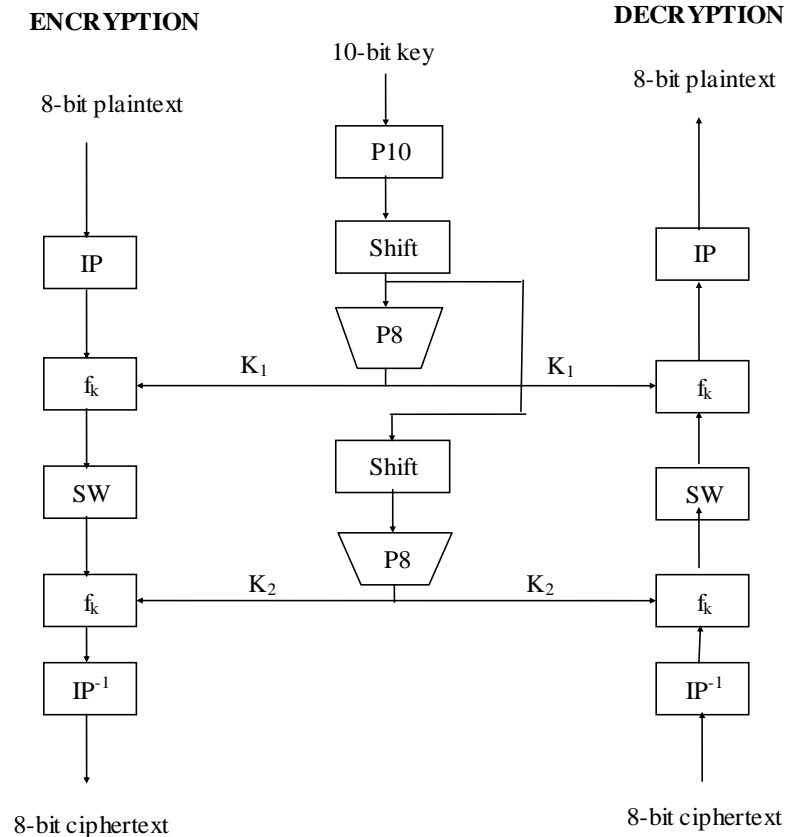 ENCRYPTION
DECRYPTION
10-bit key
8-bit plaintext
8-bit plaintext
P10
Shift
IP
IP
P8
K₁
K₁
fₖ
fₖ
Shift
SW
SW
P8
K₂
K₂
fₖ
fₖ
IP⁻¹
IP⁻¹
8-bit ciphertext
8-bit ciphertext